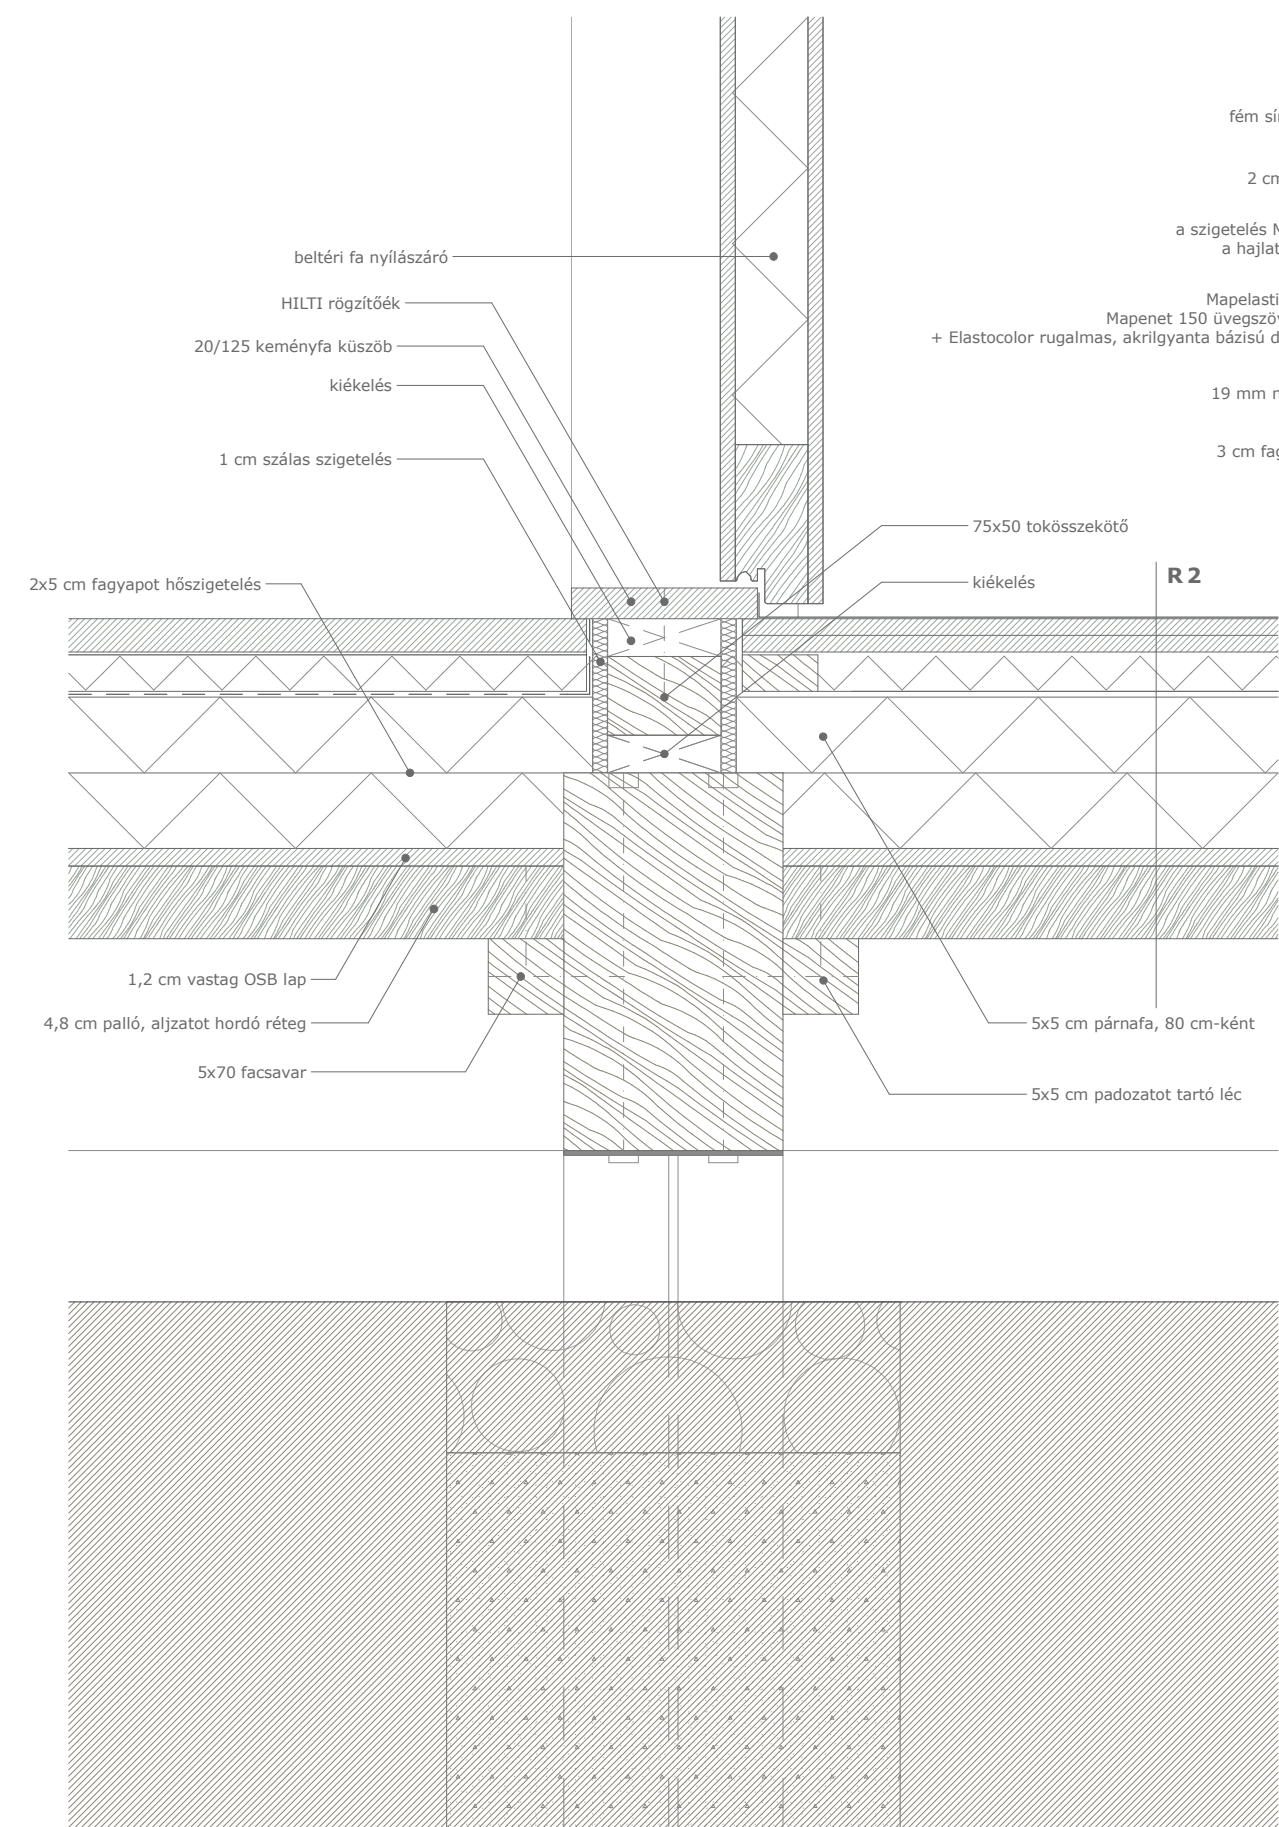 fém sí
2 cm
a szigetelés M
a hajlat
beltéri fa nyílászáró
HILTI rögzítőék
Mapelasti
Mapenet 150 üvegszöv
+ Elastocolor rugalmas, akrilgyanta bázisú d
20/125 keményfa küszöb
kiékelés
19 mm
3 cm fag
1 cm szálas szigetelés
75x50 tokösszekötő
2x5 cm fagyapot hőszigetelés
kiékelés
R2
1,2 cm vastag OSB lap
4,8 cm palló, aljzatot hordó réteg
5x5 cm párnafa, 80 cm-ként
5x70 facsavar
5x5 cm padozatot tartó léc